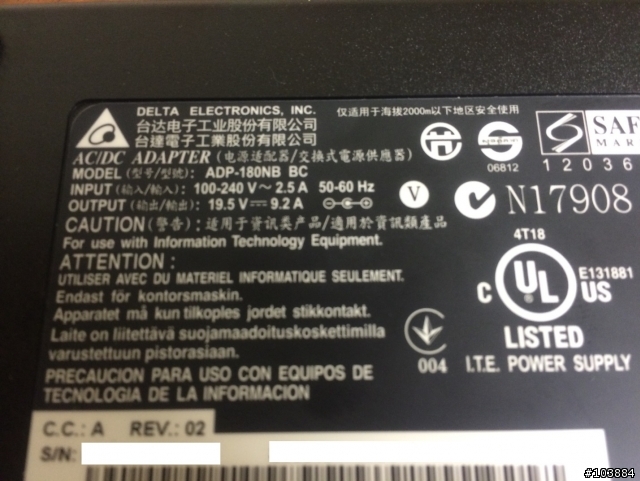 DELTA ELECTRONICS, INC. 仅适用于海拔2000m以下地区安全使用
台达电子工业股份有限公司
台達電子工業股份有限公司
AC/DC ADAPTER (电源适配器/交換式電源供應器)
MODEL (型号/型號): ADP-180NB BC
INPUT (输入/輸入): 100-240 V～ 2.5 A 50-60 Hz
OUTPUT (输出/輸出): 19.5 V⎓ 9.2 A
CAUTION (警告): 适用于资讯类产品/適用於資訊類產品
For use with Information Technology Equipment.
ATTENTION :
UTILISER AVEC DU MATERIEL INFORMATIQUE SEULEMENT.
Endast för kontorsmaskin.
Apparatet må kun tilkoples jordet stikkontakt.
Laite on liitettävä suojamaadoituskoskettimilla
varustettuun pistorasiaan.
PRECAUCION PARA USO CON EQUIPOS DE
TECNOLOGIA DE LA INFORMACION
06812
S SAF
MAR
12036
V
N17908
4T18
C UL US
E131881
LISTED
I.T.E. POWER SUPPLY
004
C.C.: A REV.: 02
S/N:
#103884